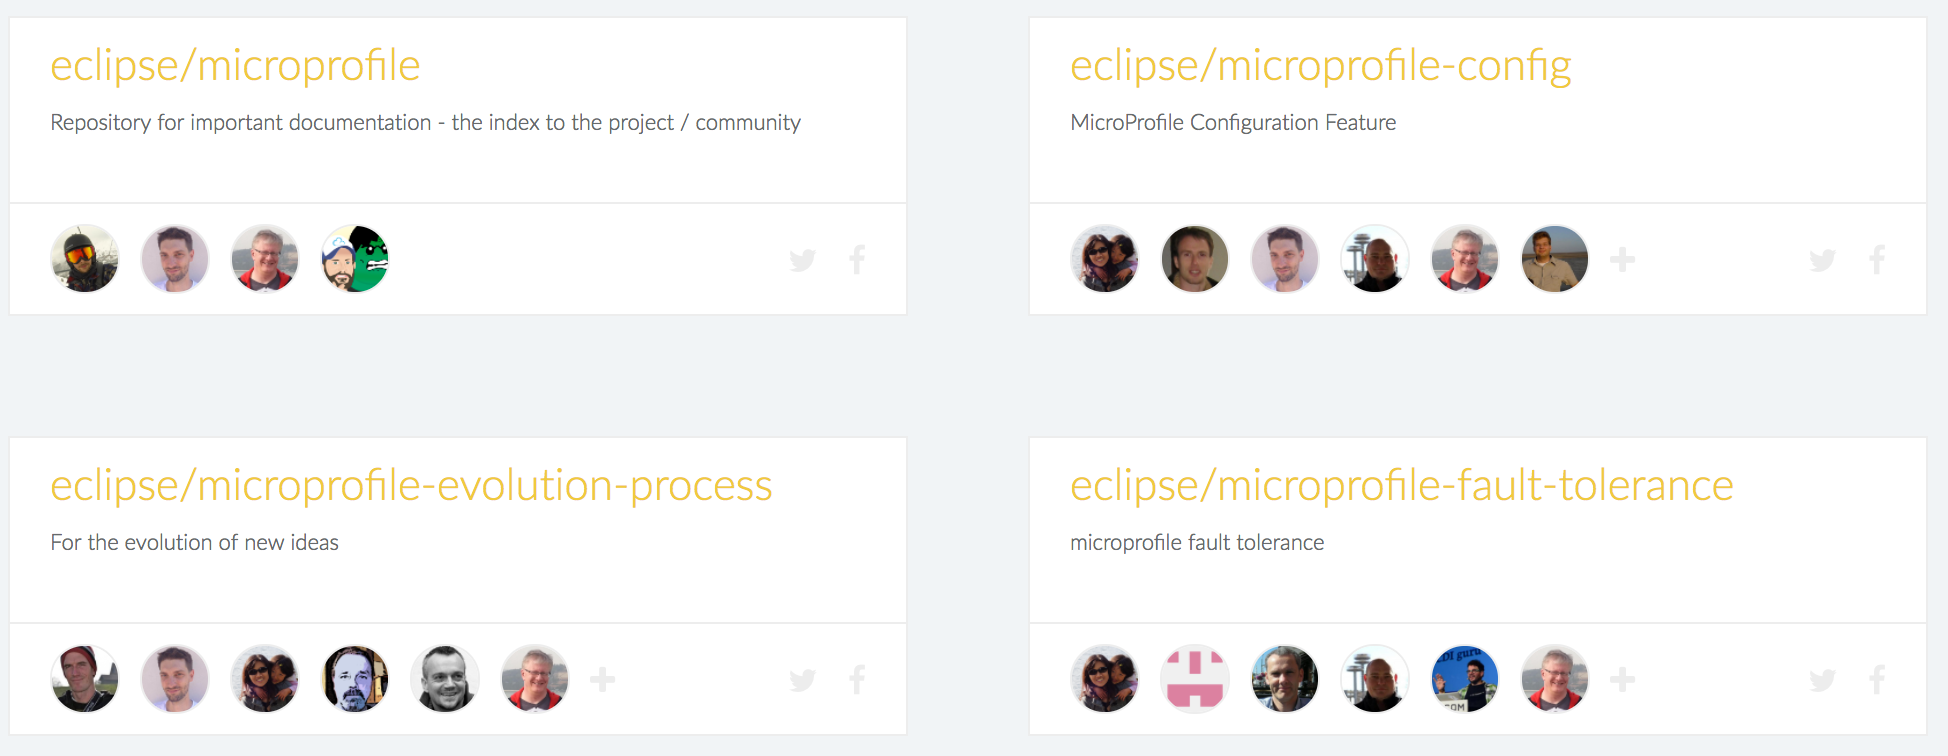 eclipse/microprofile
Repository for important documentation - the index to the project / community
eclipse/microprofile-config
MicroProfile Configuration Feature
eclipse/microprofile-evolution-process
For the evolution of new ideas
eclipse/microprofile-fault-tolerance
microprofile fault tolerance